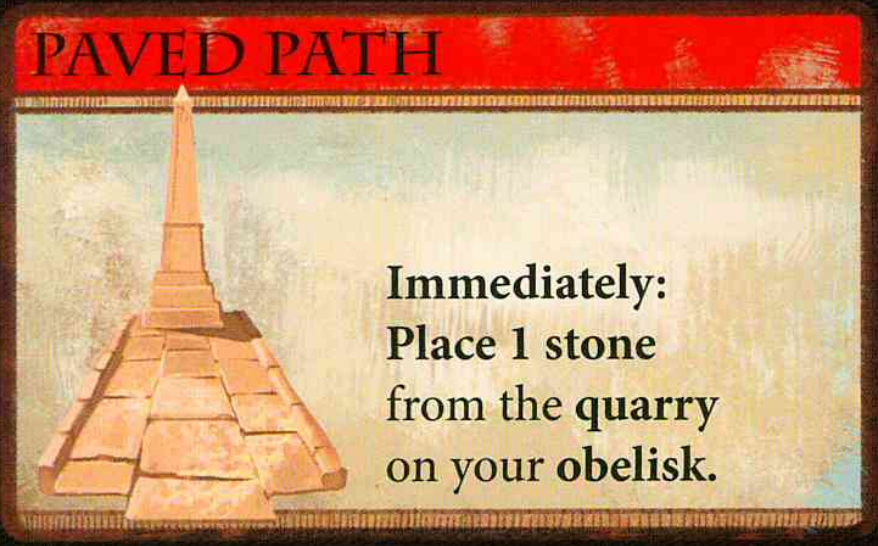 PAVED PATH
Immediately:
Place 1 stone
from the quarry
on your obelisk.